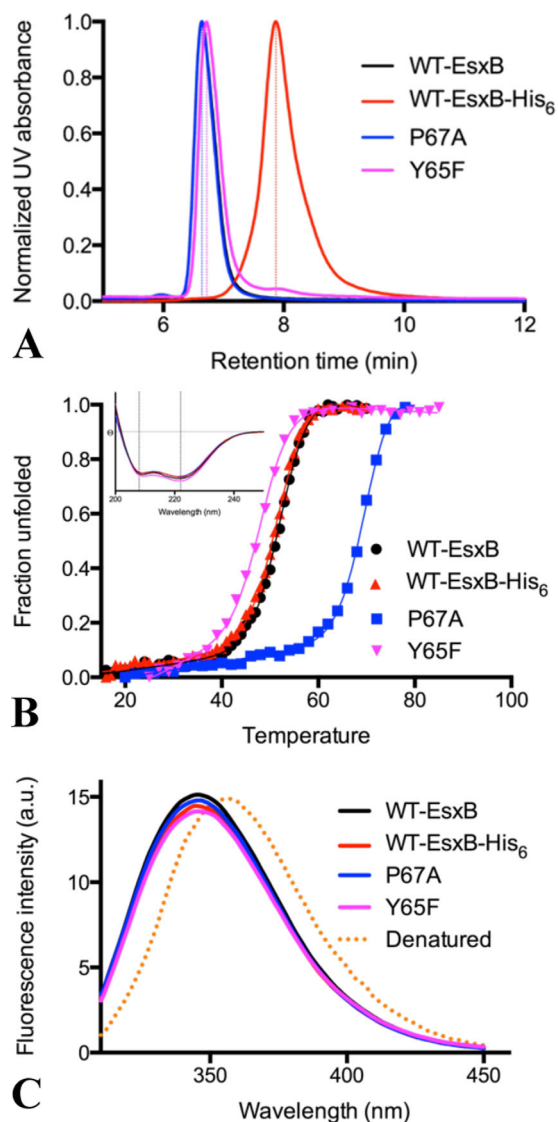 1.0
0.8
0.6
0.4
0.2
0.0
Normalized UV absorbance
6 8 10 12
Retention time (min)
WT-EsxB
WT-EsxB-His6
P67A
Y65F
A
1.0
0.8
0.6
0.4
0.2
0.0
Fraction unfolded
Θ
200 220 240
Wavelength (nm)
WT-EsxB
WT-EsxB-His6
P67A
Y65F
20 40 60 80 100
Temperature
B
15
10
5
0
Fluorescence intensity (a.u.)
WT-EsxB
WT-EsxB-His6
P67A
Y65F
Denatured
350 400 450
Wavelength (nm)
C